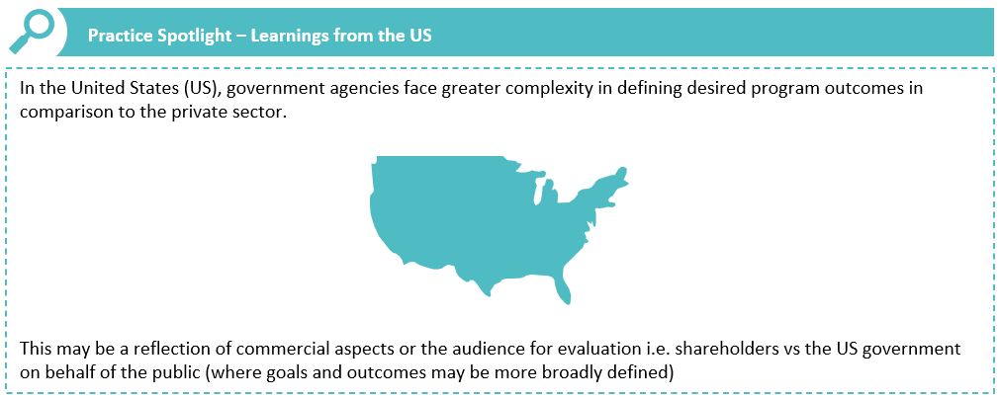 Practice Spotlight – Learnings from the US
In the United States (US), government agencies face greater complexity in defining desired program outcomes in
comparison to the private sector.
This may be a reflection of commercial aspects or the audience for evaluation i.e. shareholders vs the US government
on behalf of the public (where goals and outcomes may be more broadly defined)